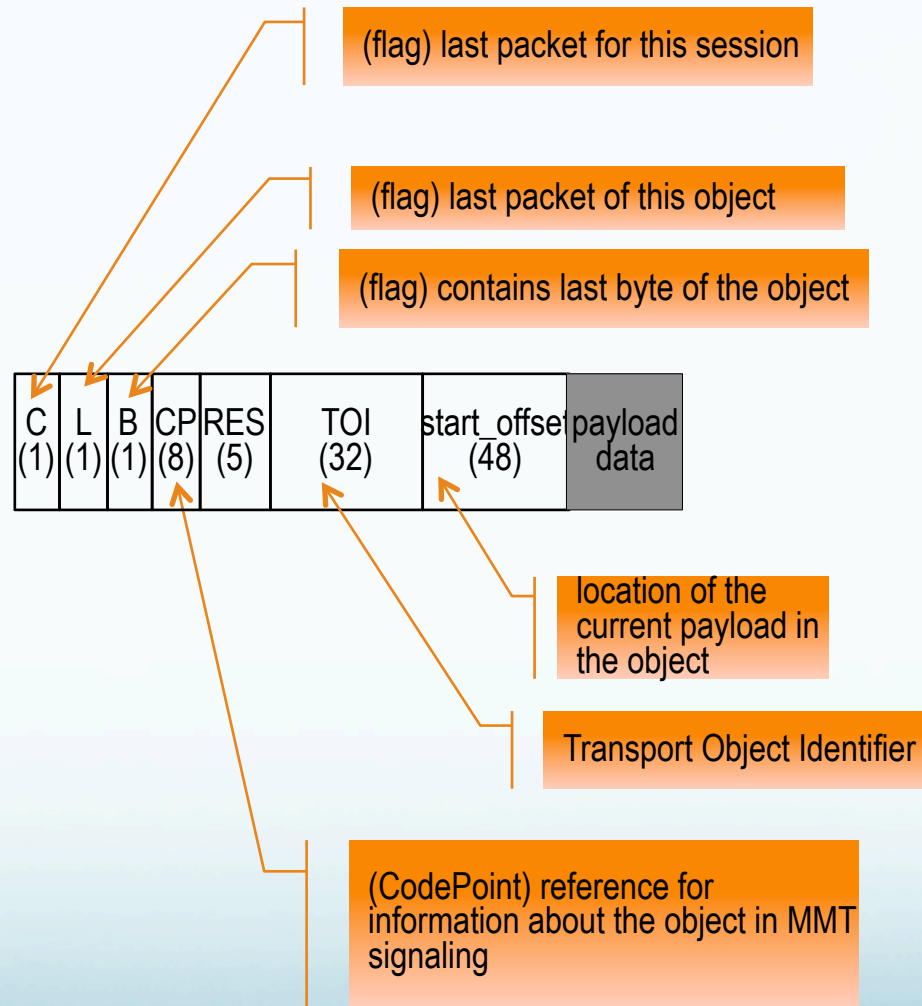 (flag) last packet for this session
(flag) last packet of this object
(flag) contains last byte of the object
C L B CP RES TOI start_offset payload
(1) (1) (1) (8) (5) (32) (48) data
location of the
current payload in
the object
Transport Object Identifier
(CodePoint) reference for
information about the object in MMT
signaling